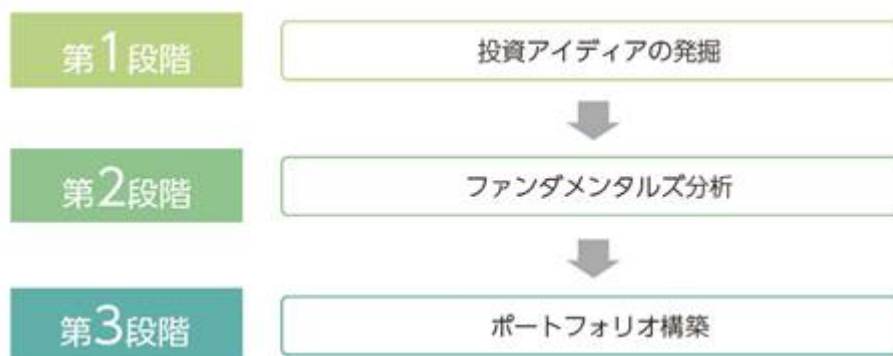 第1段階
投資アイディアの発掘
第2段階
ファンダメンタルズ分析
第3段階
ポートフォリオ構築